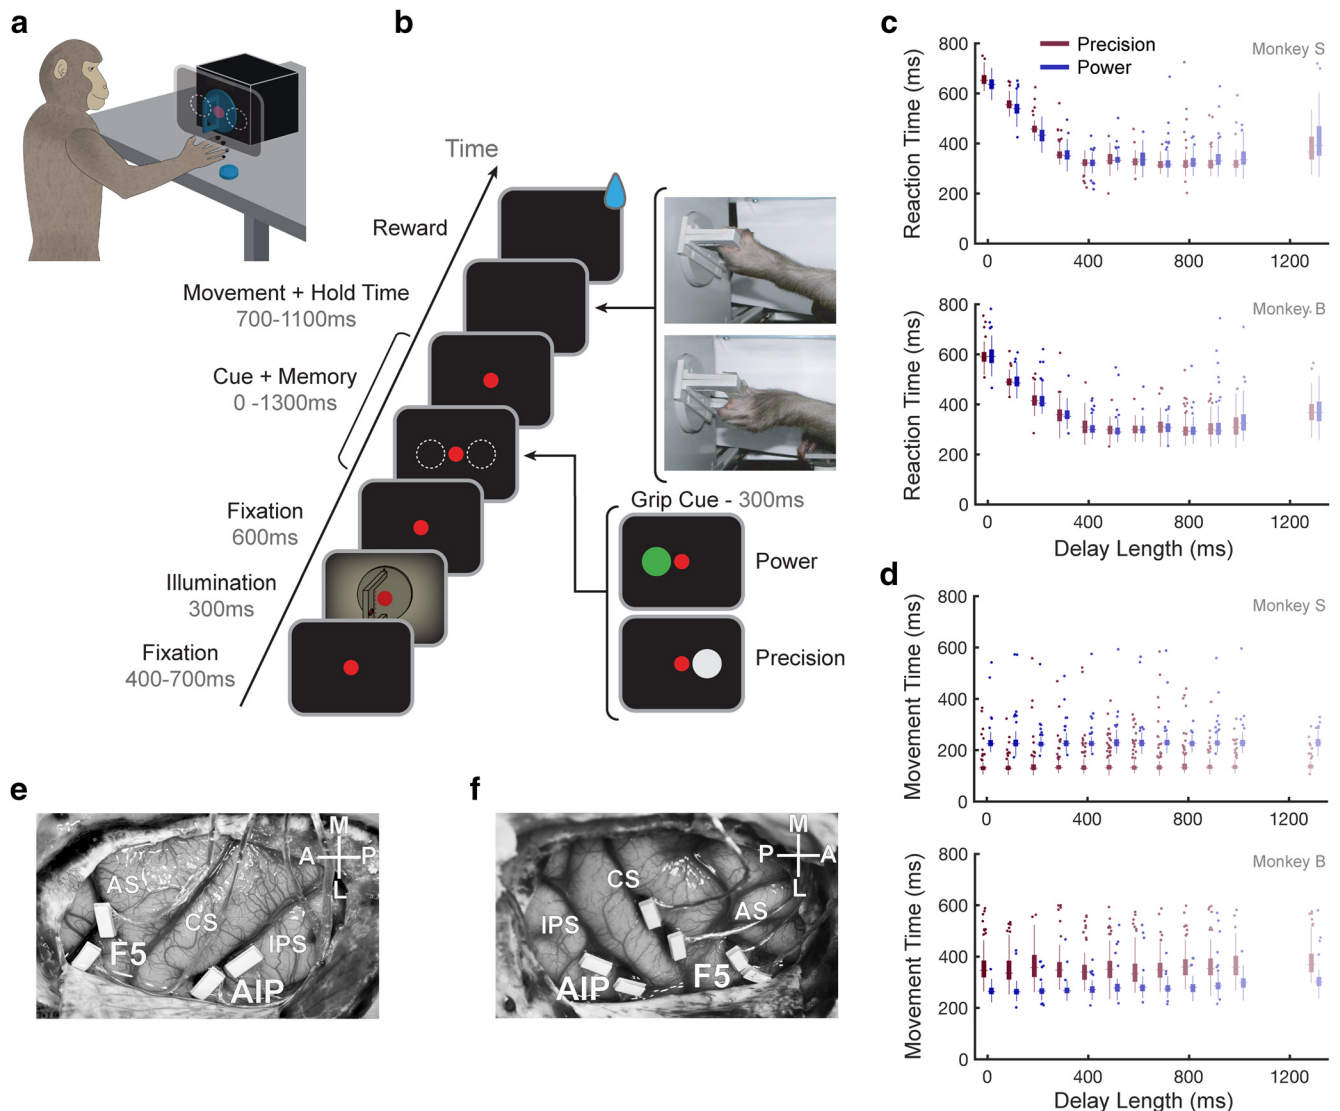 a
b
Time
Reward
Movement + Hold Time
700-1100ms
Cue + Memory
0 -1300ms
Fixation
600ms
Illumination
300ms
Fixation
400-700ms
Grip Cue - 300ms
Power
Precision
c
Precision
Power
Monkey S
Reaction Time (ms)
800
600
400
200
0
0 400 800 1200
Monkey B
Reaction Time (ms)
800
600
400
200
0
0 400 800 1200
Delay Length (ms)
d
Monkey S
Movement Time (ms)
800
600
400
200
0
0 400 800 1200
Monkey B
Movement Time (ms)
800
600
400
200
0
0 400 800 1200
Delay Length (ms)
e
M
A P
L
AS
CS
IPS
F5
AIP
f
M
P A
L
CS
AS
IPS
F5
AIP